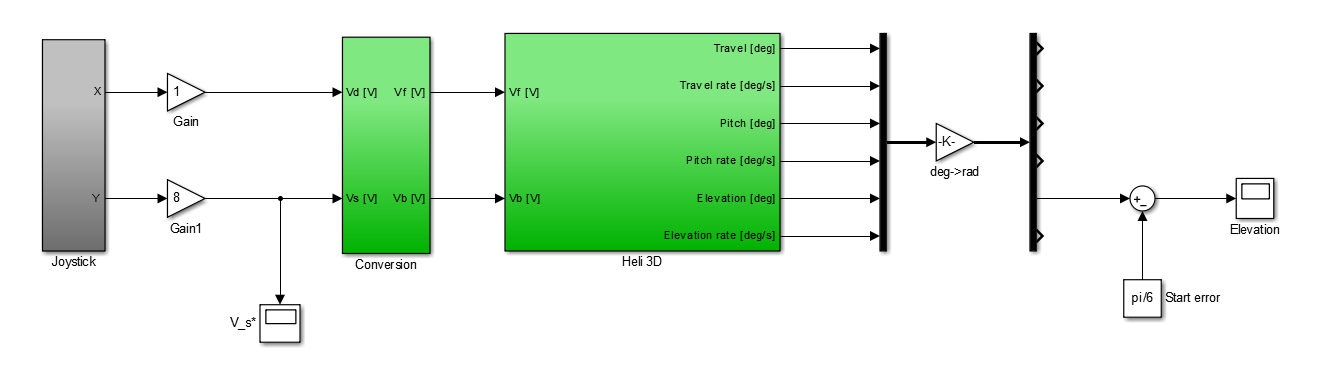 Travel [deg]
X
1
Vd [V]
Vf [V]
Vf [V]
Travel rate [deg/s]
Gain
Pitch [deg]
-K-
Pitch rate [deg/s]
deg->rad
Y
8
Vs [V]
Vb [V]
Vb [V]
Elevation [deg]
+
_
Gain1
Elevation rate [deg/s]
Elevation
Joystick
Conversion
Heli 3D
pi/6
Start error
V_s*